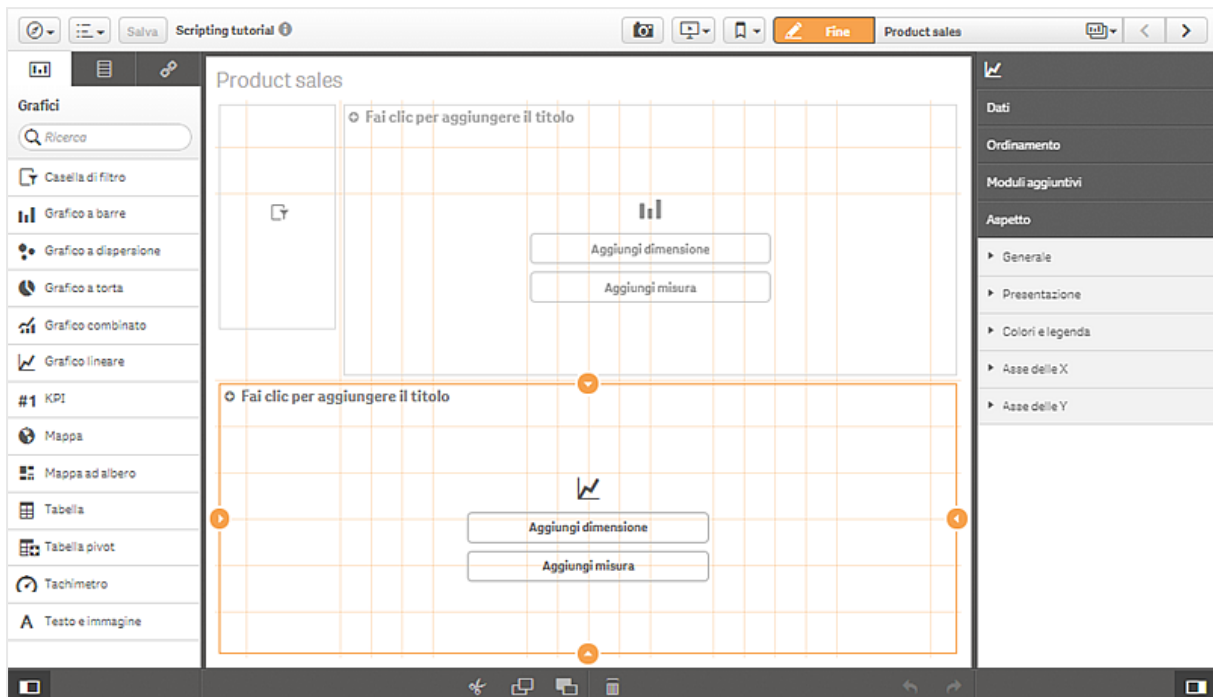 Salva Scripting tutorial Fine Product sales
Grafici
Ricerca
Casella di filtro
Grafico a barre
Grafico a dispersione
Grafico a torta
Grafico combinato
Grafico lineare
#1 KPI
Mappa
Mappa ad albero
Tabella
Tabella pivot
Tachimetro
A Testo e immagine
Product sales
Fai clic per aggiungere il titolo
Aggiungi dimensione
Aggiungi misura
Fai clic per aggiungere il titolo
Aggiungi dimensione
Aggiungi misura
Dati
Ordinamento
Moduli aggiuntivi
Aspetto
Generale
Presentazione
Colori e legenda
Asse delle X
Asse delle Y